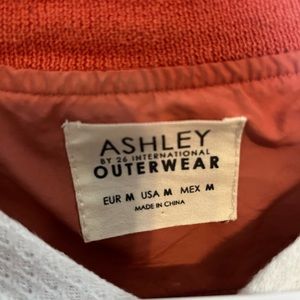 ASHLEY
BY 26 INTERNATIONAL
OUTERWEAR
EUR M USA M MEX M
MADE IN CHINA